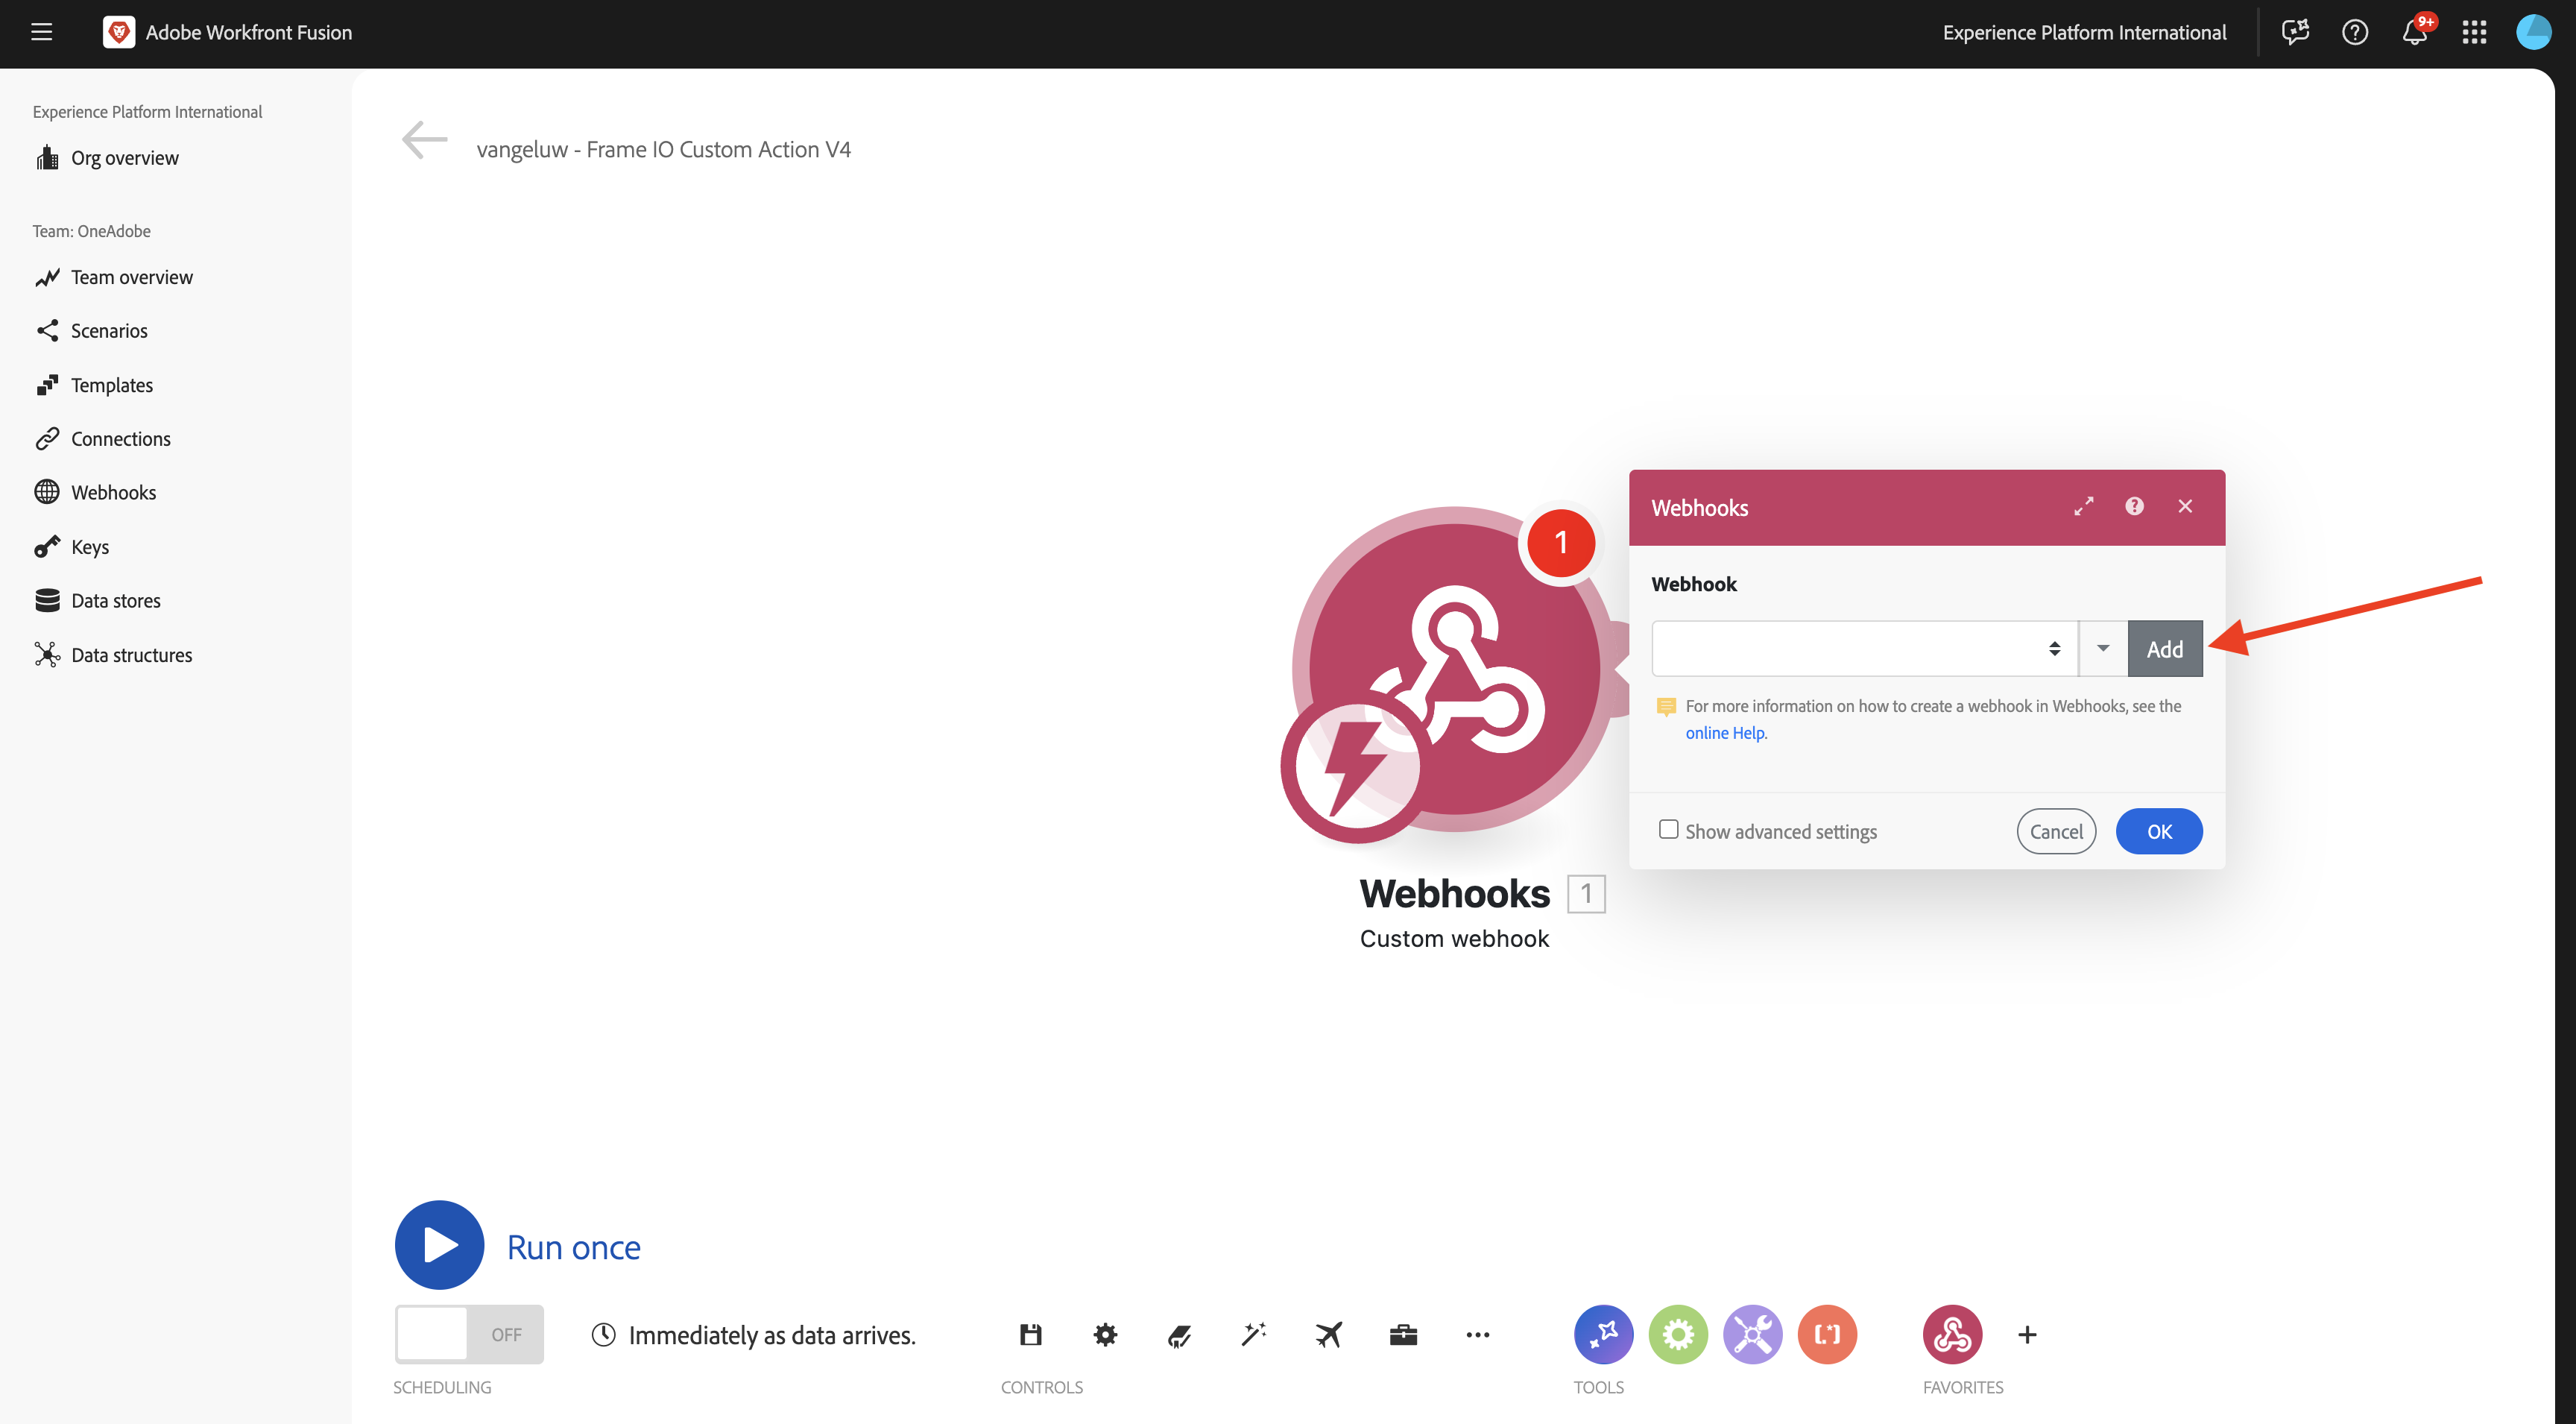 Adobe Workfront Fusion
Experience Platform International
9+
Experience Platform International
Org overview
Team: OneAdobe
Team overview
Scenarios
Templates
Connections
Webhooks
Keys
Data stores
Data structures
vangeluw - Frame IO Custom Action V4
1
Webhooks 1
Custom webhook
Webhooks
Webhook
Add
For more information on how to create a webhook in Webhooks, see the
online Help.
Show advanced settings
Cancel
OK
Run once
OFF
Immediately as data arrives.
SCHEDULING
CONTROLS
[.*]
TOOLS
FAVORITES